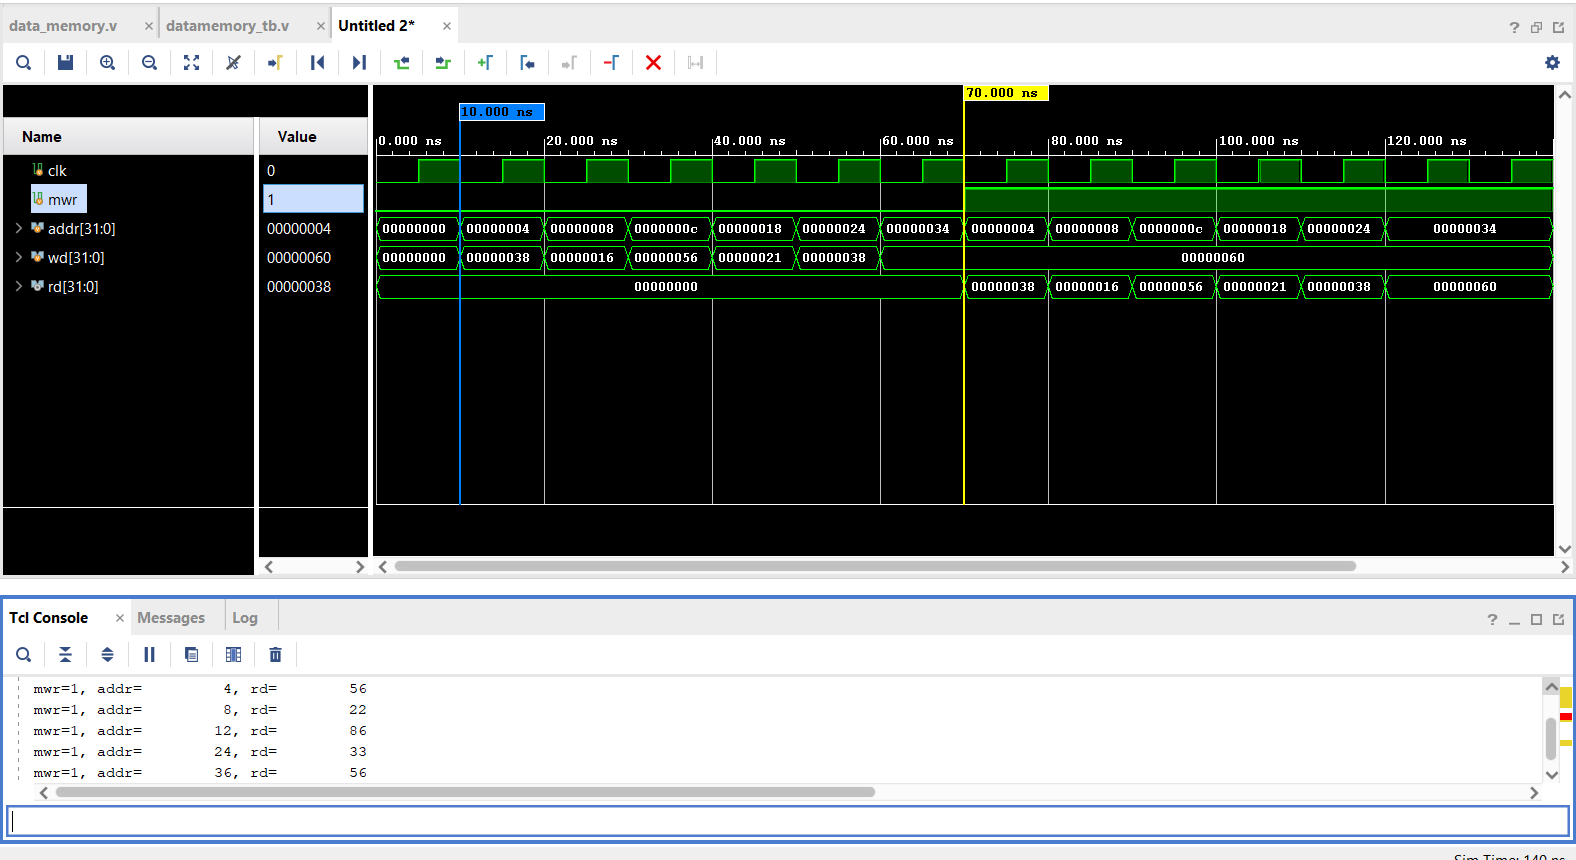 data_memory.v × datamemory_tb.v × Untitled 2* ×
70.000 ns
10.000 ns
Name Value
0.000 ns 20.000 ns 40.000 ns 60.000 ns 80.000 ns 100.000 ns 120.000 ns
clk 0
mwr 1
addr[31:0] 00000004 00000000 00000004 00000008 0000000c 00000018 00000024 00000034 00000004 00000008 0000000c 00000018 00000024 00000034
wd[31:0] 00000060 00000000 00000038 00000016 00000056 00000021 00000038 00000060
rd[31:0] 00000038 00000000 00000038 00000016 00000056 00000021 00000038 00000060
Tcl Console × Messages Log
mwr=1, addr= 4, rd= 56
mwr=1, addr= 8, rd= 22
mwr=1, addr= 12, rd= 86
mwr=1, addr= 24, rd= 33
mwr=1, addr= 36, rd= 56
Sim Time: 140 ns